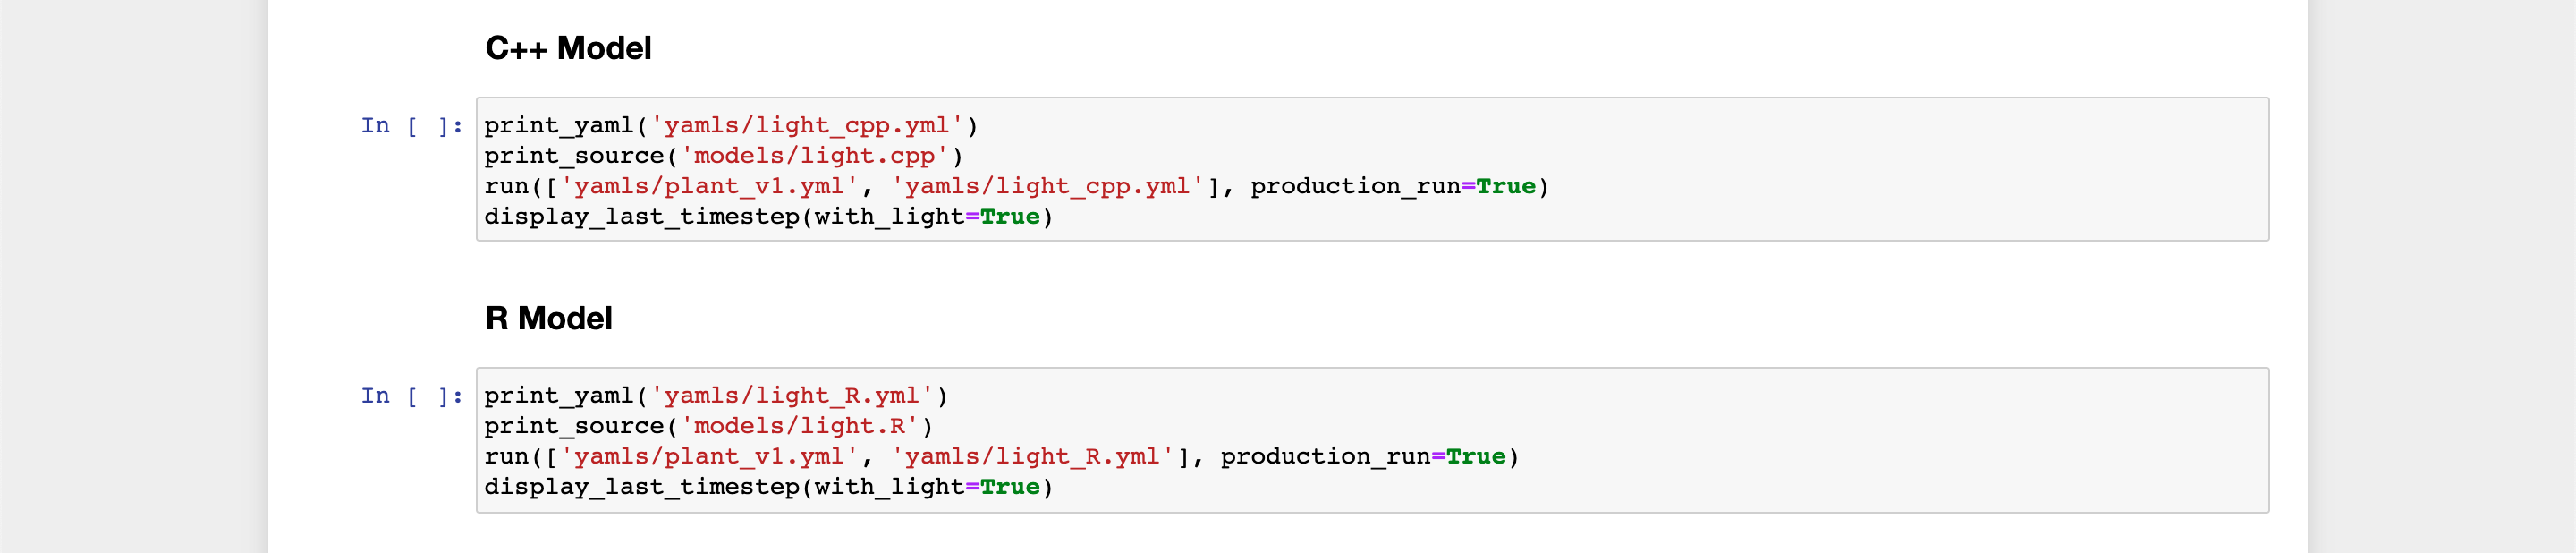 C++ Model
In [ ]:
print_yaml('yamls/light_cpp.yml')
print_source('models/light.cpp')
run(['yamls/plant_v1.yml', 'yamls/light_cpp.yml'], production_run=True)
display_last_timestep(with_light=True)
R Model
In [ ]:
print_yaml('yamls/light_R.yml')
print_source('models/light.R')
run(['yamls/plant_v1.yml', 'yamls/light_R.yml'], production_run=True)
display_last_timestep(with_light=True)